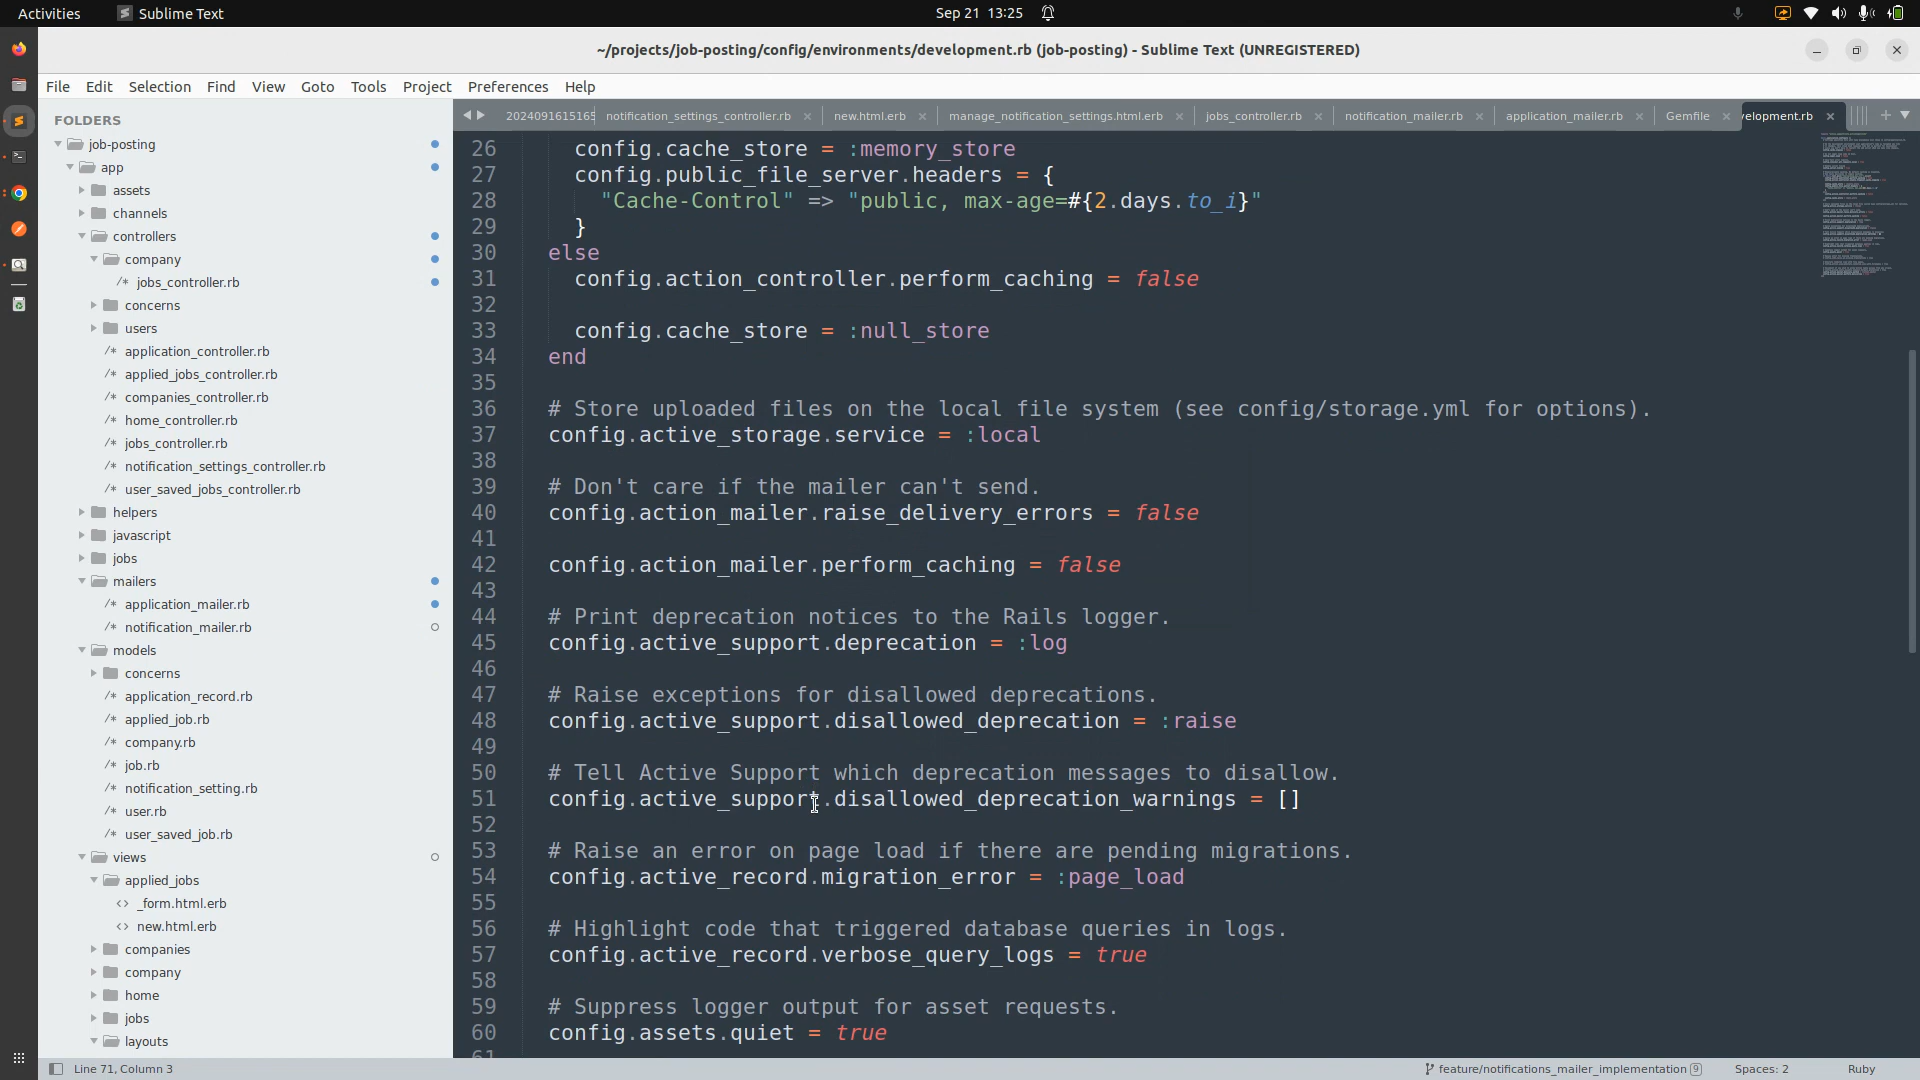 Activities
Sublime Text
Sep 21 13:25
~/projects/job-posting/config/environments/development.rb (job-posting) - Sublime Text (UNREGISTERED)
File Edit Selection Find View Goto Tools Project Preferences Help
FOLDERS
job-posting
app
assets
channels
controllers
company
/* jobs_controller.rb
concerns
users
/* application_controller.rb
/* applied_jobs_controller.rb
/* companies_controller.rb
/* home_controller.rb
/* jobs_controller.rb
/* notification_settings_controller.rb
/* user_saved_jobs_controller.rb
helpers
javascript
jobs
mailers
/* application_mailer.rb
/* notification_mailer.rb
models
concerns
/* application_record.rb
/* applied_job.rb
/* company.rb
/* job.rb
/* notification_setting.rb
/* user.rb
/* user_saved_job.rb
views
applied_jobs
<> _form.html.erb
<> new.html.erb
companies
company
home
jobs
layouts
2024091615165 notification_settings_controller.rb new.html.erb manage_notification_settings.html.erb jobs_controller.rb notification_mailer.rb application_mailer.rb Gemfile velopment.rb
26 config.cache_store = :memory_store
27 config.public_file_server.headers = {
28 "Cache-Control" => "public, max-age=#{2.days.to_i}"
29 }
30 else
31 config.action_controller.perform_caching = false
32
33 config.cache_store = :null_store
34 end
35
36 # Store uploaded files on the local file system (see config/storage.yml for options).
37 config.active_storage.service = :local
38
39 # Don't care if the mailer can't send.
40 config.action_mailer.raise_delivery_errors = false
41
42 config.action_mailer.perform_caching = false
43
44 # Print deprecation notices to the Rails logger.
45 config.active_support.deprecation = :log
46
47 # Raise exceptions for disallowed deprecations.
48 config.active_support.disallowed_deprecation = :raise
49
50 # Tell Active Support which deprecation messages to disallow.
51 config.active_support.disallowed_deprecation_warnings = []
52
53 # Raise an error on page load if there are pending migrations.
54 config.active_record.migration_error = :page_load
55
56 # Highlight code that triggered database queries in logs.
57 config.active_record.verbose_query_logs = true
58
59 # Suppress logger output for asset requests.
60 config.assets.quiet = true
61
Line 71, Column 3
feature/notifications_mailer_implementation 9
Spaces: 2
Ruby